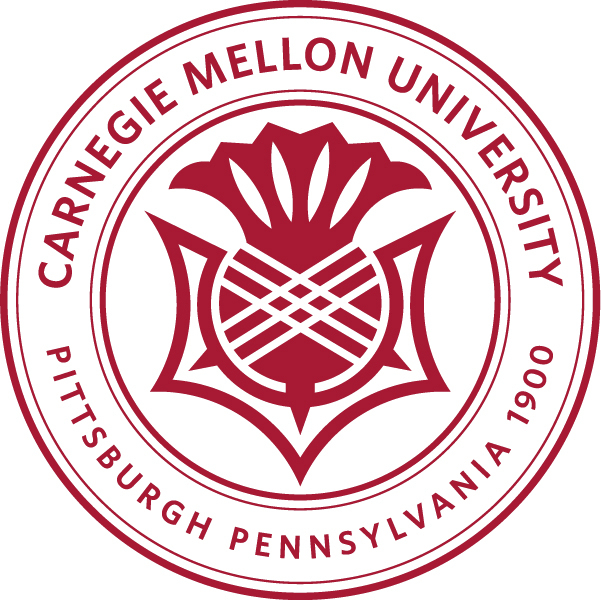 CARNEGIE MELLON UNIVERSITY
PITTSBURGH PENNSYLVANIA 1900